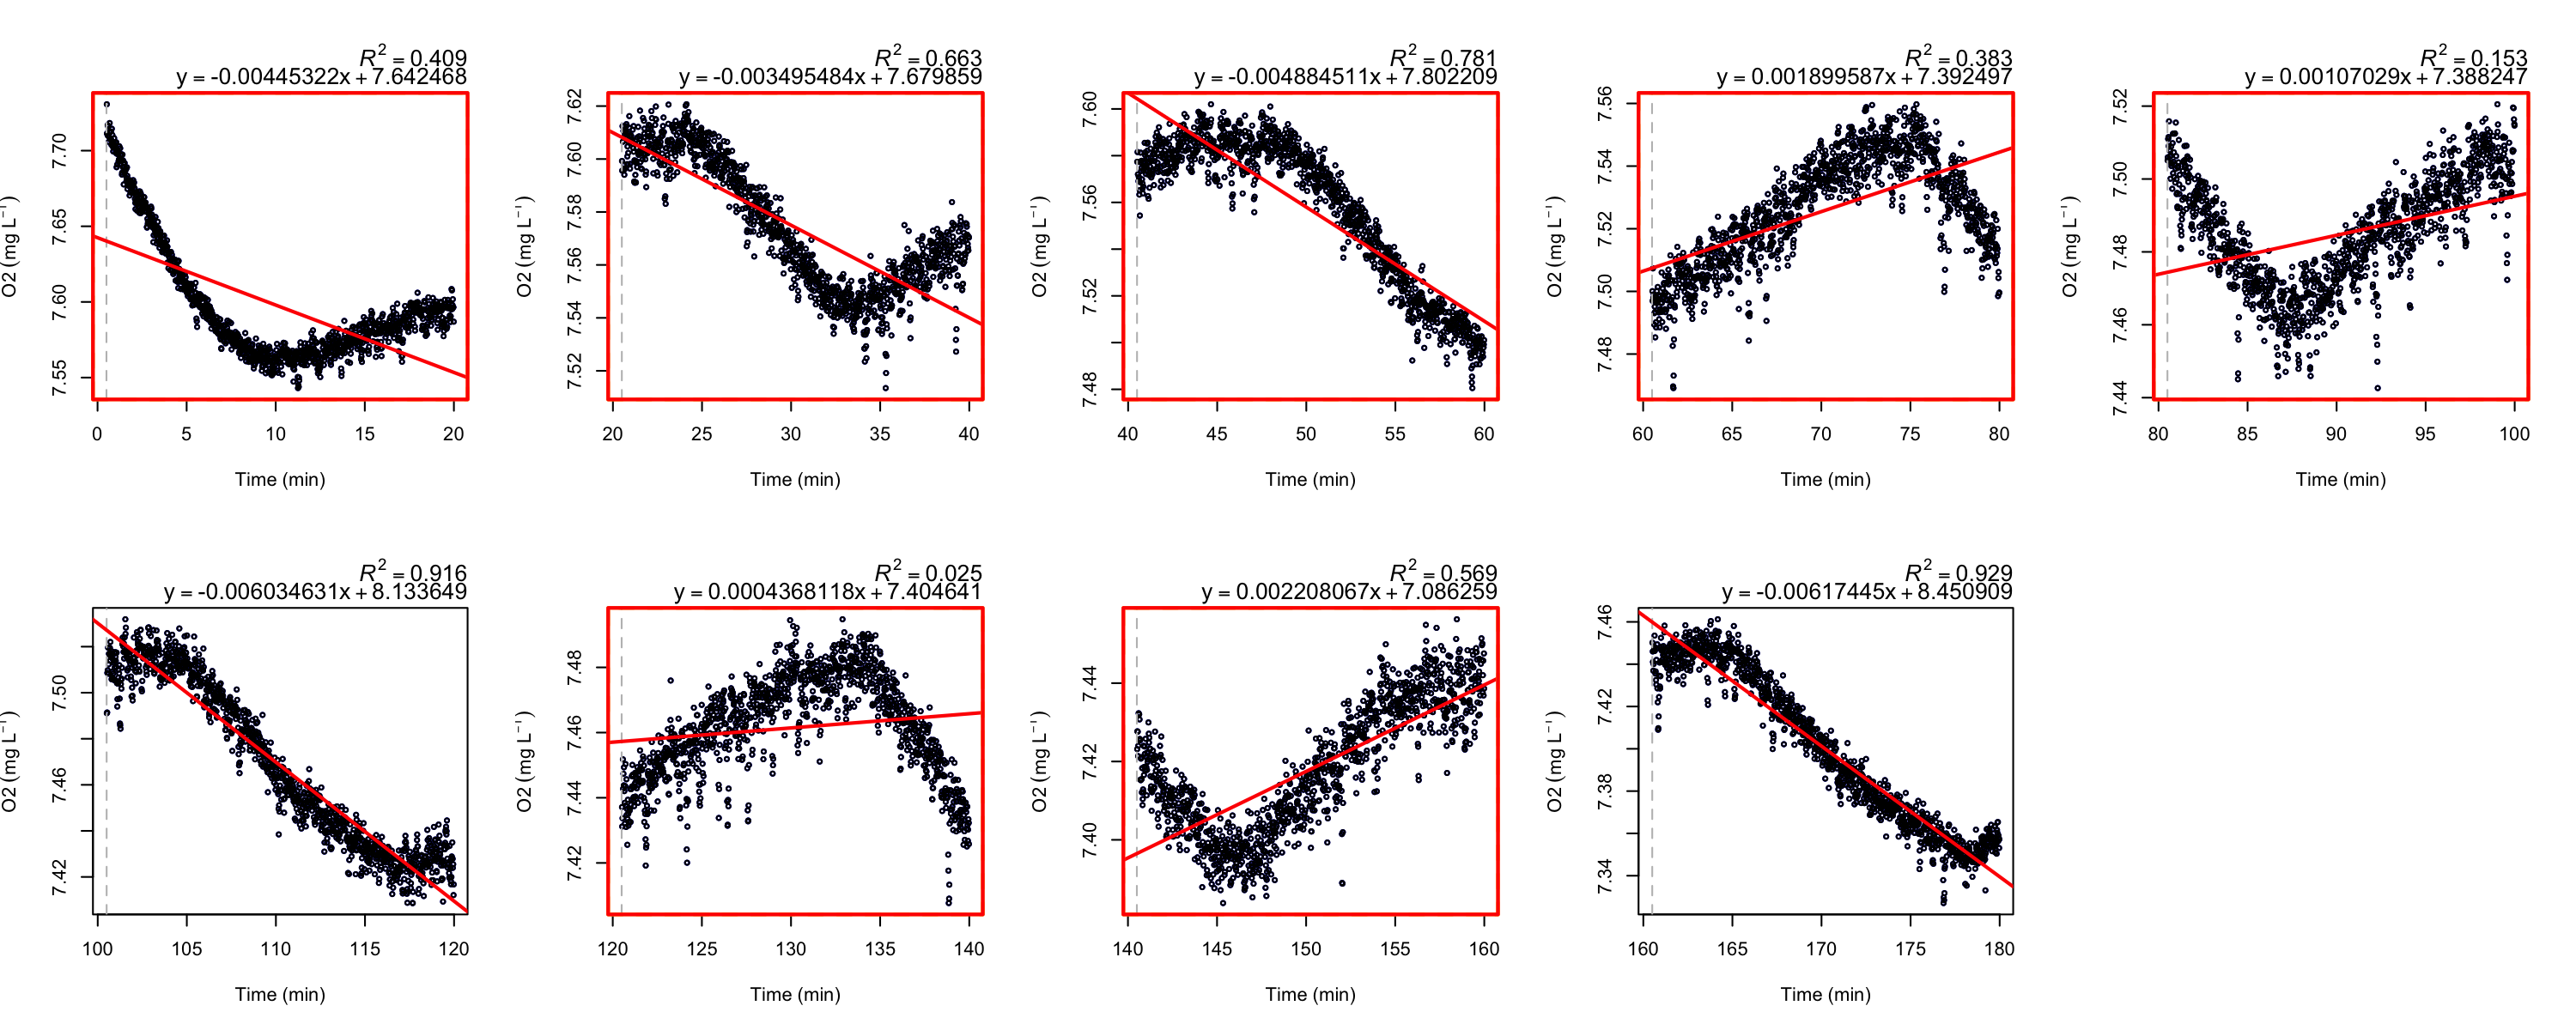 R² = 0.409
y = -0.00445322x + 7.642468
O2 (mg L⁻¹)
7.70
7.65
7.60
7.55
0 5 10 15 20
Time (min)
R² = 0.663
y = -0.003495484x + 7.679859
O2 (mg L⁻¹)
7.62
7.60
7.58
7.56
7.54
7.52
20 25 30 35 40
Time (min)
R² = 0.781
y = -0.004884511x + 7.802209
O2 (mg L⁻¹)
7.60
7.56
7.52
7.48
40 45 50 55 60
Time (min)
R² = 0.383
y = 0.001899587x + 7.392497
O2 (mg L⁻¹)
7.56
7.54
7.52
7.50
7.48
60 65 70 75 80
Time (min)
R² = 0.153
y = 0.00107029x + 7.388247
O2 (mg L⁻¹)
7.52
7.50
7.48
7.46
7.44
80 85 90 95 100
Time (min)
R² = 0.916
y = -0.006034631x + 8.133649
O2 (mg L⁻¹)
7.50
7.46
7.42
100 105 110 115 120
Time (min)
R² = 0.025
y = 0.0004368118x + 7.404641
O2 (mg L⁻¹)
7.48
7.46
7.44
7.42
120 125 130 135 140
Time (min)
R² = 0.569
y = 0.002208067x + 7.086259
O2 (mg L⁻¹)
7.44
7.42
7.40
140 145 150 155 160
Time (min)
R² = 0.929
y = -0.00617445x + 8.450909
O2 (mg L⁻¹)
7.46
7.42
7.38
7.34
160 165 170 175 180
Time (min)